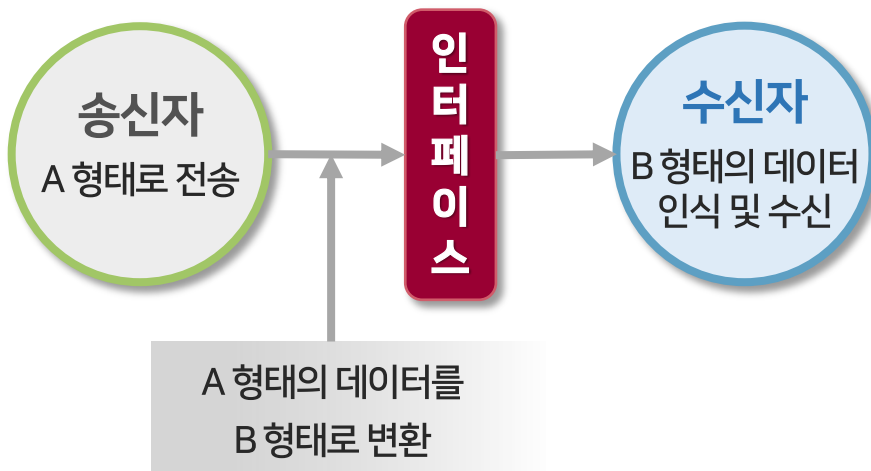 송신자
A 형태로 전송
인터페이스
수신자
B 형태의 데이터
인식 및 수신
A 형태의 데이터를
B 형태로 변환